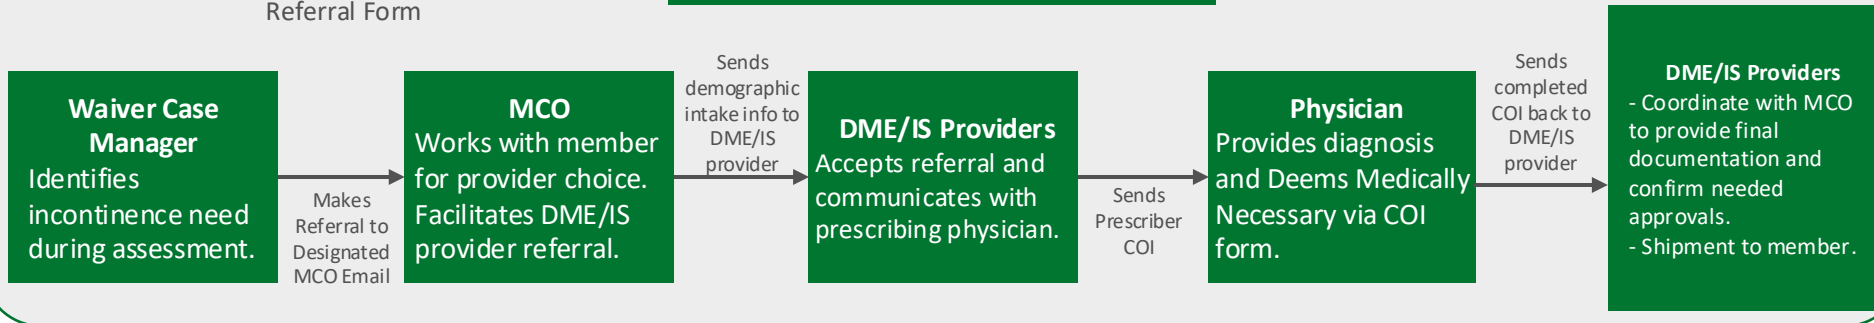 Referral Form
Waiver Case
Manager
Identifies
incontinence need
during assessment.
Makes
Referral to
Designated
MCO Email
MCO
Works with member
for provider choice.
Facilitates DME/IS
provider referral.
Sends
demographic
intake info to
DME/IS
provider
DME/IS Providers
Accepts referral and
communicates with
prescribing physician.
Sends
Prescriber
COI
Physician
Provides diagnosis
and Deems Medically
Necessary via COI
form.
Sends
completed
COI back to
DME/IS
provider
DME/IS Providers
- Coordinate with MCO
to provide final
documentation and
confirm needed
approvals.
- Shipment to member.